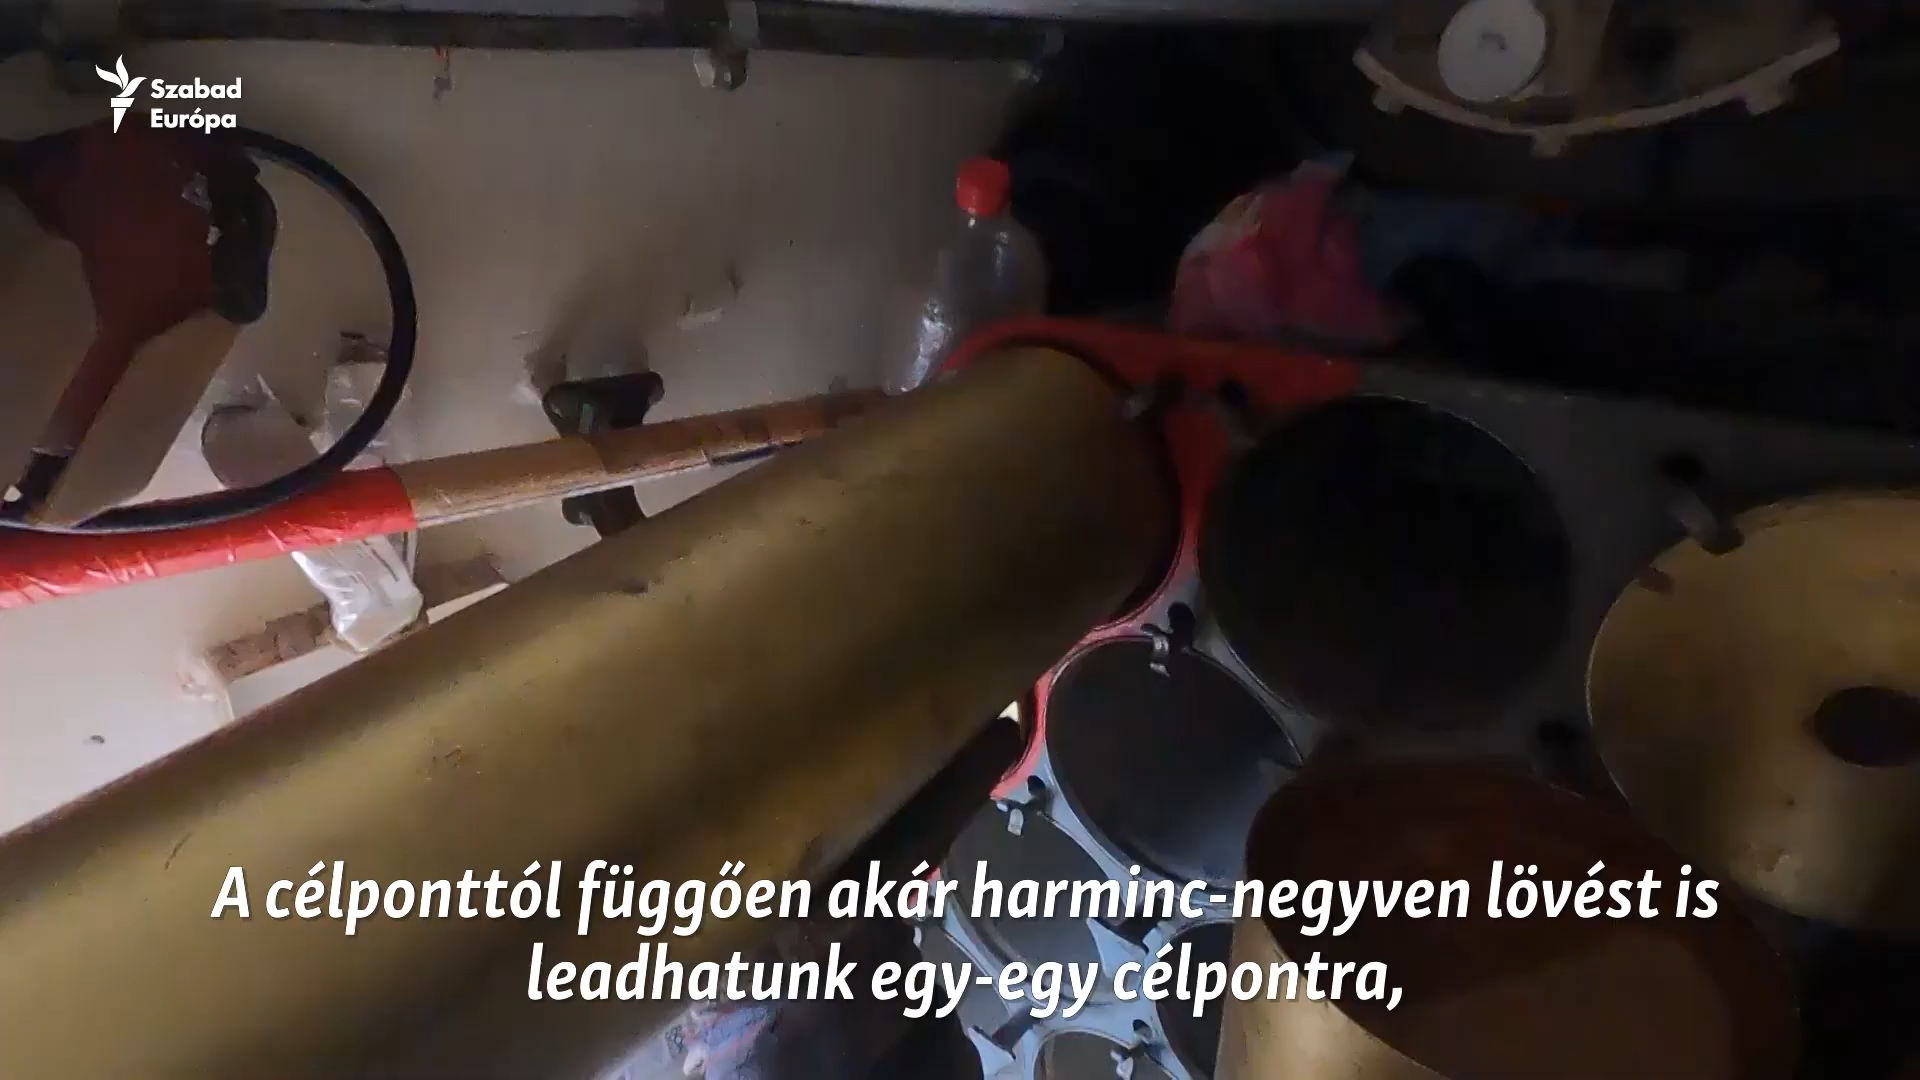 Szabad
Európa
A célponttól függően akár harminc-negyven lövést is
leadhatunk egy-egy célpontra,